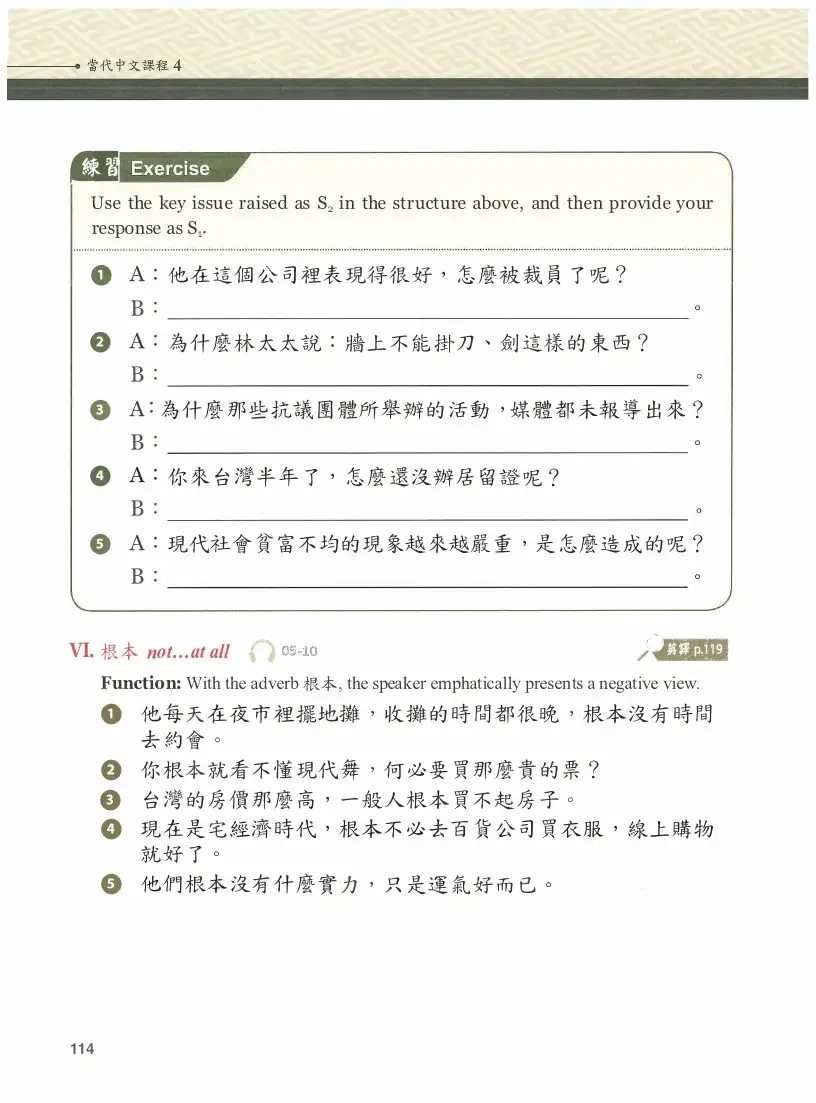 當代中文課程 4
練習 Exercise
Use the key issue raised as S₂ in the structure above, and then provide your
response as S₁.
1 A：他在這個公司裡表現得很好，怎麼被裁員了呢？
B：＿＿＿＿＿＿＿＿＿＿。
2 A：為什麼林太太說：牆上不能掛刀、劍這樣的東西？
B：＿＿＿＿＿＿＿＿＿＿。
3 A：為什麼那些抗議團體所舉辦的活動，媒體都未報導出來？
B：＿＿＿＿＿＿＿＿＿＿。
4 A：你來台灣半年了，怎麼還沒辦居留證呢？
B：＿＿＿＿＿＿＿＿＿＿。
5 A：現代社會貧富不均的現象越來越嚴重，是怎麼造成的呢？
B：＿＿＿＿＿＿＿＿＿＿。
VI. 根本 not…at all 05-10 英譯 p.119
Function: With the adverb 根本, the speaker emphatically presents a negative view.
1 他每天在夜市裡擺地攤，收攤的時間都很晚，根本沒有時間
去約會。
2 你根本就看不懂現代舞，何必要買那麼貴的票？
3 台灣的房價那麼高，一般人根本買不起房子。
4 現在是宅經濟時代，根本不必去百貨公司買衣服，線上購物
就好了。
5 他們根本沒有什麼實力，只是運氣好而已。
114